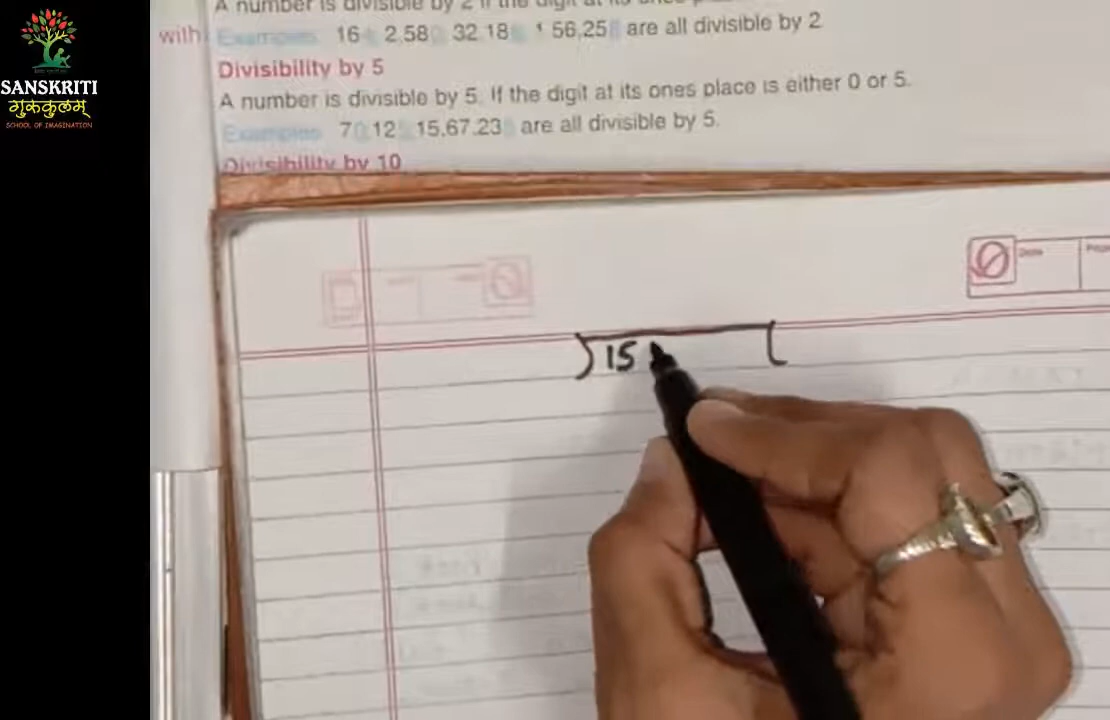 A number is divisible by 2 if the digit at its ones
with
Examples 16 2,58 32,18 1,56,25 are all divisible by 2
Divisibility by 5
A number is divisible by 5. If the digit at its ones place is either 0 or 5.
Examples 7 12 15,67,23 are all divisible by 5.
Divisibility by 10
SANSKRITI
गुरुकुलम्
SCHOOL OF IMAGINATION
Date
15